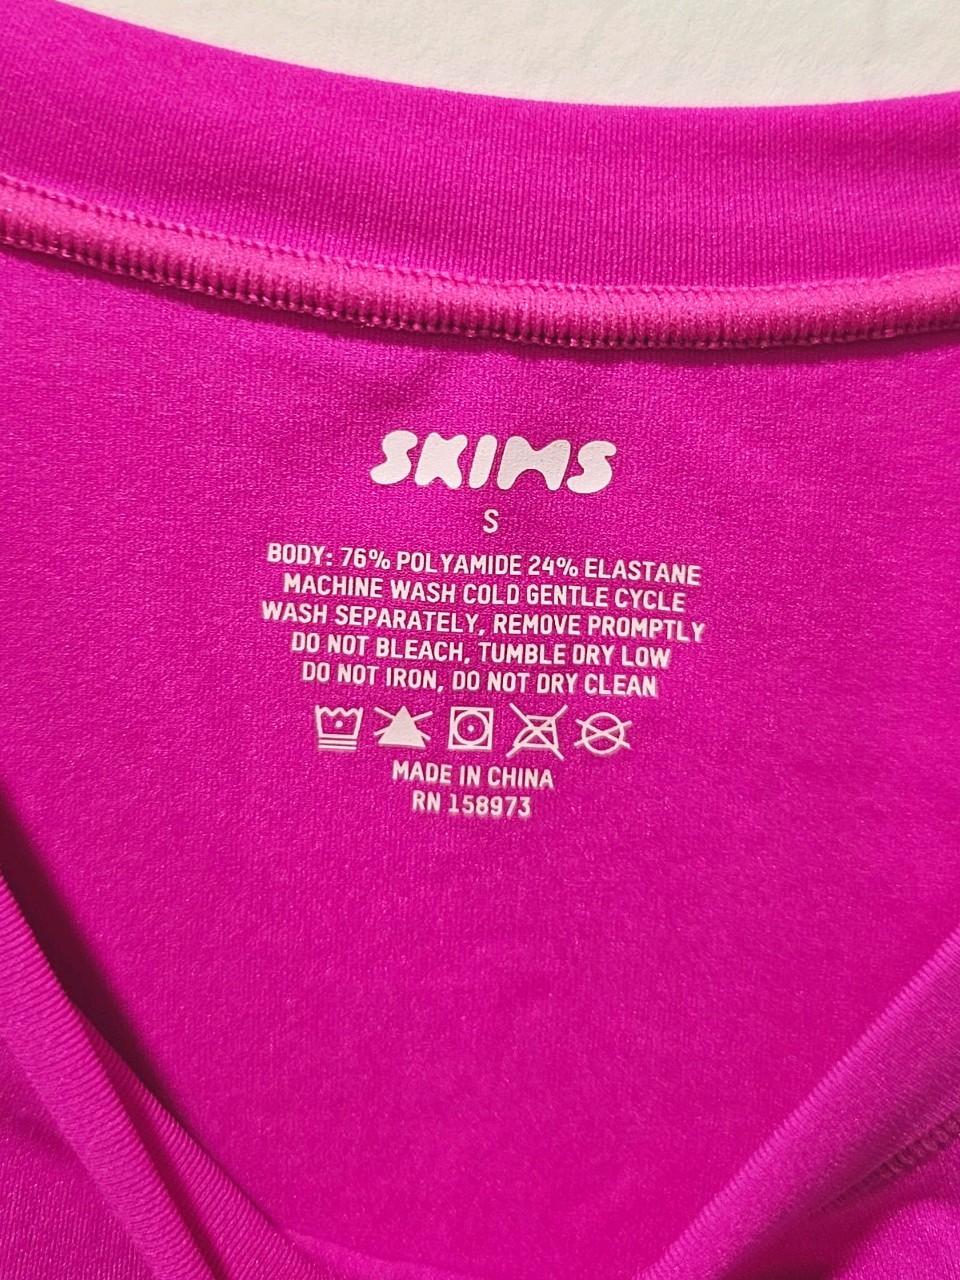 SKIMS
S
BODY: 76% POLYAMIDE 24% ELASTANE
MACHINE WASH COLD GENTLE CYCLE
WASH SEPARATELY, REMOVE PROMPTLY
DO NOT BLEACH, TUMBLE DRY LOW
DO NOT IRON, DO NOT DRY CLEAN
MADE IN CHINA
RN 158973